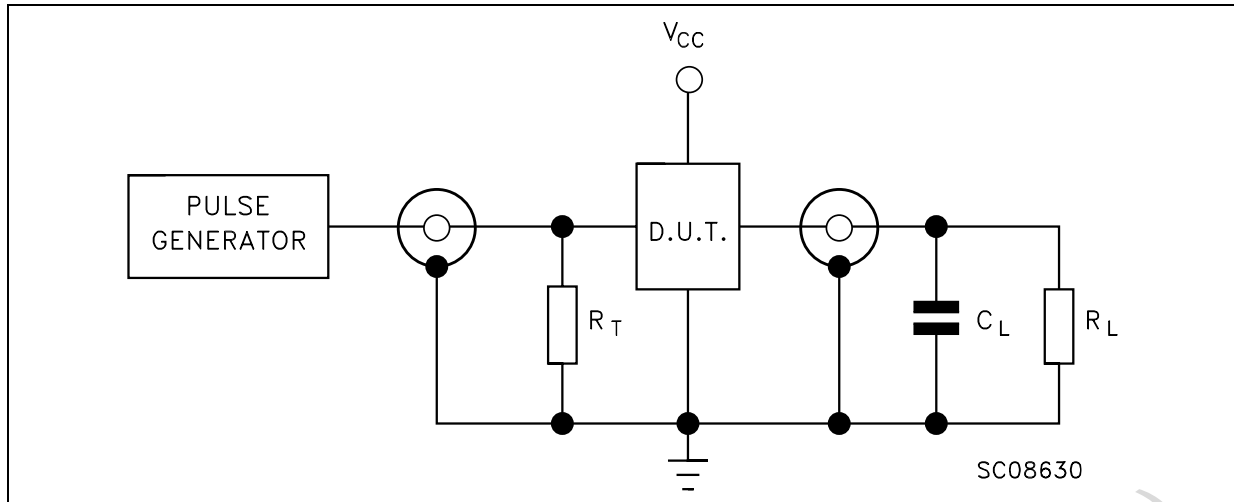 VCC
PULSE
GENERATOR
D.U.T.
RT
CL
RL
SC08630